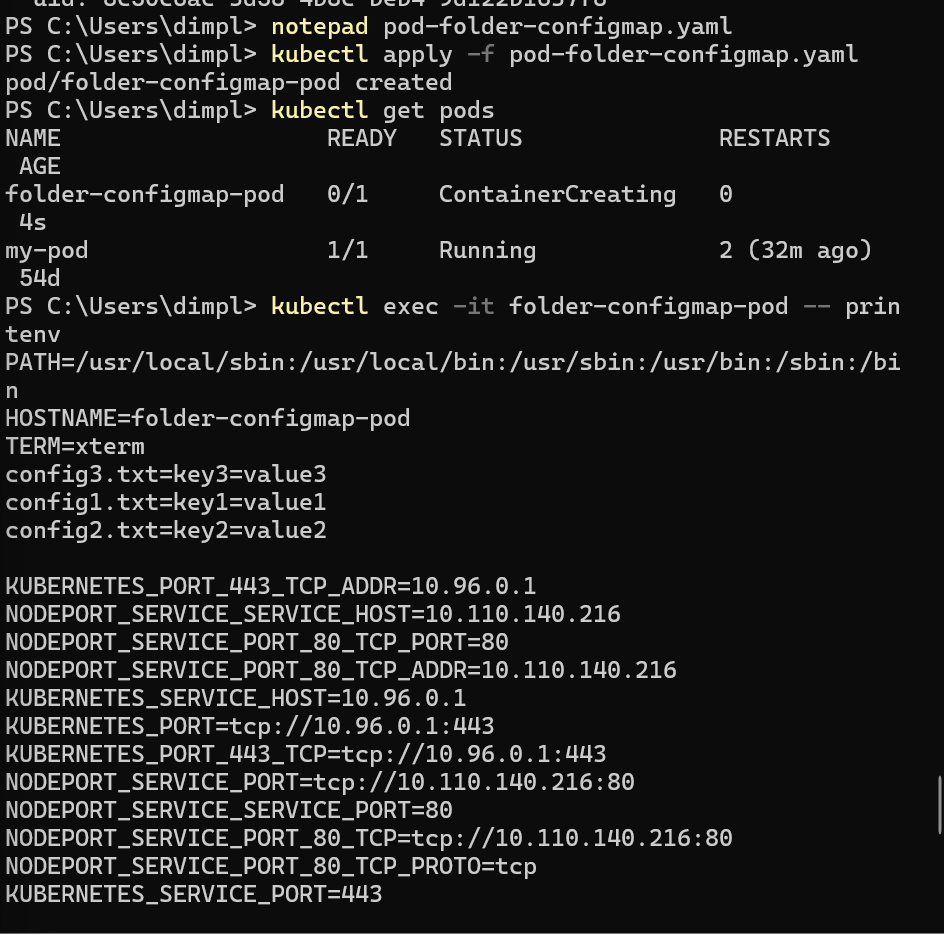 PS C:\Users\dimpl> notepad pod-folder-configmap.yaml
PS C:\Users\dimpl> kubectl apply -f pod-folder-configmap.yaml
pod/folder-configmap-pod created
PS C:\Users\dimpl> kubectl get pods
NAME                   READY   STATUS              RESTARTS
 AGE
folder-configmap-pod   0/1     ContainerCreating   0
 4s
my-pod                 1/1     Running             2 (32m ago)
 54d
PS C:\Users\dimpl> kubectl exec -it folder-configmap-pod -- prin
tenv
PATH=/usr/local/sbin:/usr/local/bin:/usr/sbin:/usr/bin:/sbin:/bi
n
HOSTNAME=folder-configmap-pod
TERM=xterm
config3.txt=key3=value3
config1.txt=key1=value1
config2.txt=key2=value2

KUBERNETES_PORT_443_TCP_ADDR=10.96.0.1
NODEPORT_SERVICE_SERVICE_HOST=10.110.140.216
NODEPORT_SERVICE_PORT_80_TCP_PORT=80
NODEPORT_SERVICE_PORT_80_TCP_ADDR=10.110.140.216
KUBERNETES_SERVICE_HOST=10.96.0.1
KUBERNETES_PORT=tcp://10.96.0.1:443
KUBERNETES_PORT_443_TCP=tcp://10.96.0.1:443
NODEPORT_SERVICE_PORT=tcp://10.110.140.216:80
NODEPORT_SERVICE_SERVICE_PORT=80
NODEPORT_SERVICE_PORT_80_TCP=tcp://10.110.140.216:80
NODEPORT_SERVICE_PORT_80_TCP_PROTO=tcp
KUBERNETES_SERVICE_PORT=443